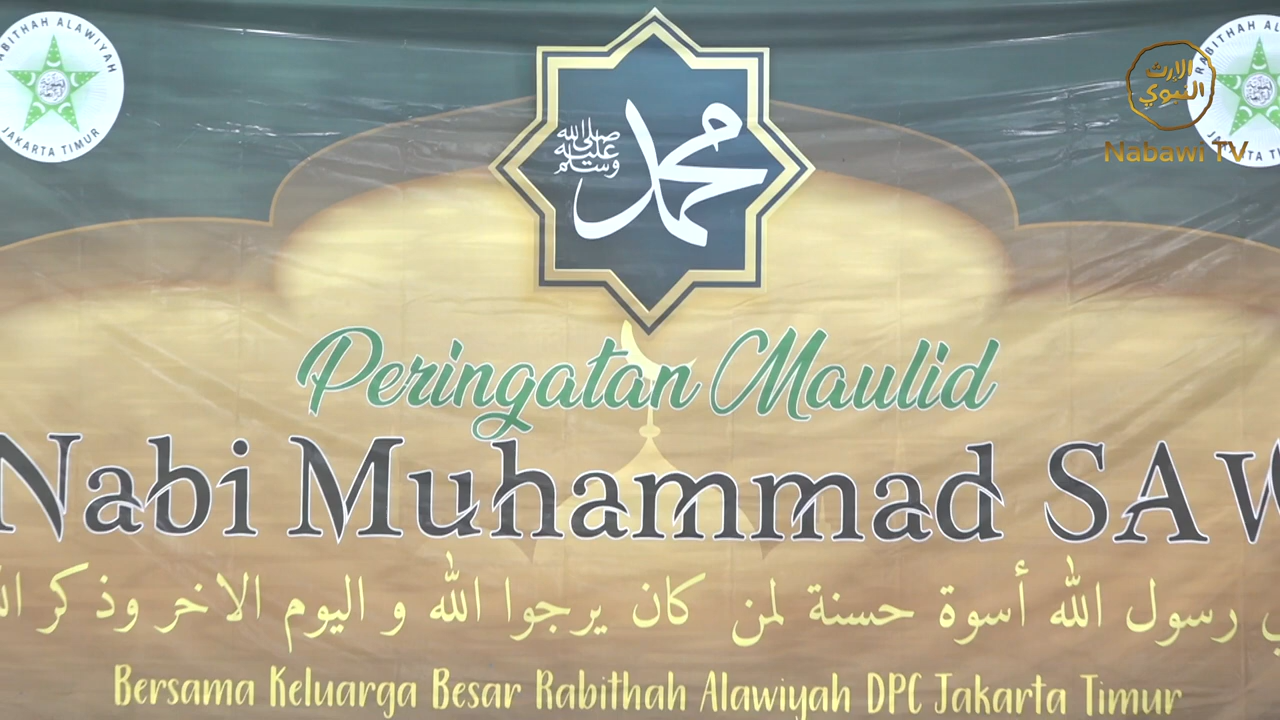 RABITHAH ALAWIYAH
JAKARTA TIMUR
محمد
صلى الله
عليه
وسلم
الإرث
النبوي
Nabawi TV
Peringatan Maulid
Nabi Muhammad SAW
رسول الله أسوة حسنة لمن كان يرجوا الله و اليوم الاخر وذكر
Bersama Keluarga Besar Rabithah Alawiyah DPC Jakarta Timur